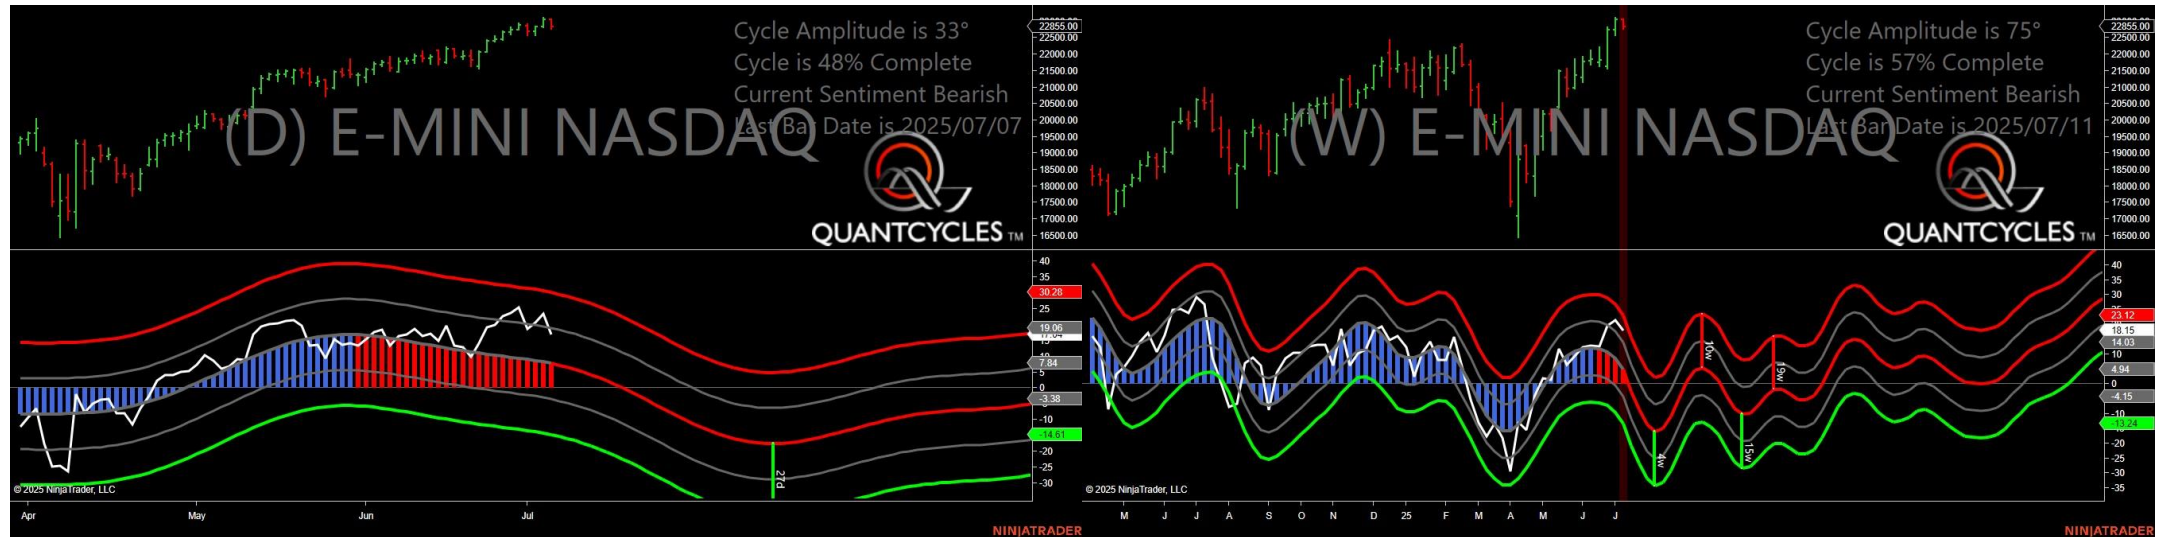 Cycle Amplitude is 33°
Cycle is 48% Complete
Current Sentiment Bearish
Last Bar Date is 2025/07/07
(D) E-MINI NASDAQ
QUANTCYCLES TM
22855.00
22500.00
21500.00
21000.00
20500.00
20000.00
19500.00
19000.00
18500.00
18000.00
17500.00
17000.00
16500.00
40
35
30.28
25
19.06
15
10
7.84
5
0
-3.38
-10
-14.61
-20
-25
-30
27d
© 2025 NinjaTrader, LLC
Apr
May
Jun
Jul
NINJATRADER
Cycle Amplitude is 75°
Cycle is 57% Complete
Current Sentiment Bearish
Last Bar Date is 2025/07/11
(W) E-MINI NASDAQ
QUANTCYCLES TM
22855.00
22500.00
21500.00
21000.00
20500.00
20000.00
19500.00
19000.00
18500.00
18000.00
17500.00
17000.00
16500.00
40
35
30
23.12
18.15
14.03
10
4.94
0
-4.15
-10
-13.24
-20
-25
-30
-35
10w
19w
4w
15w
© 2025 NinjaTrader, LLC
M
J
J
A
S
O
N
D
25
F
M
A
M
J
J
NINJATRADER